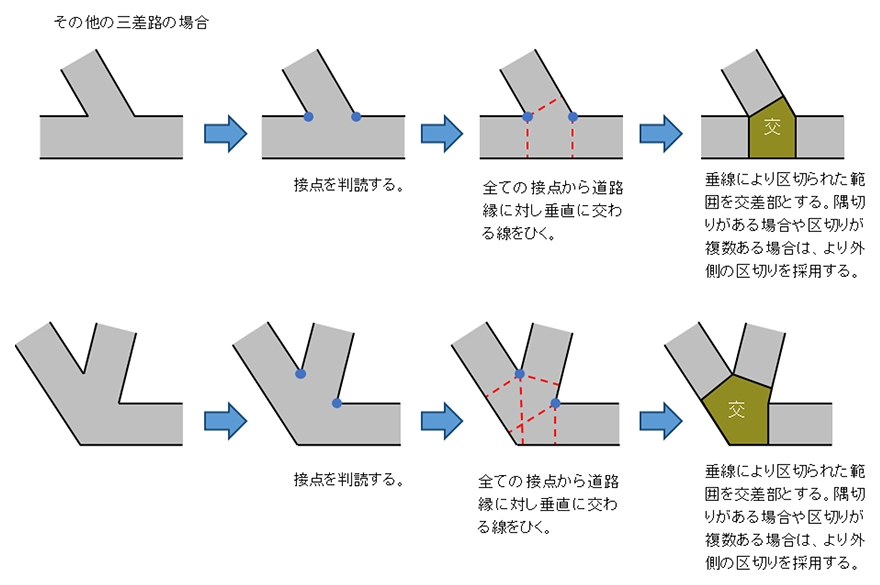 その他の三差路の場合
交
接点を判読する。
全ての接点から道路
縁に対し垂直に交わ
る線をひく。
垂線により区切られた範
囲を交差部とする。隅切
りがある場合や区切りが
複数ある場合は、より外
側の区切りを採用する。
交
接点を判読する。
全ての接点から道路
縁に対し垂直に交わ
る線をひく。
垂線により区切られた範
囲を交差部とする。隅切
りがある場合や区切りが
複数ある場合は、より外
側の区切りを採用する。